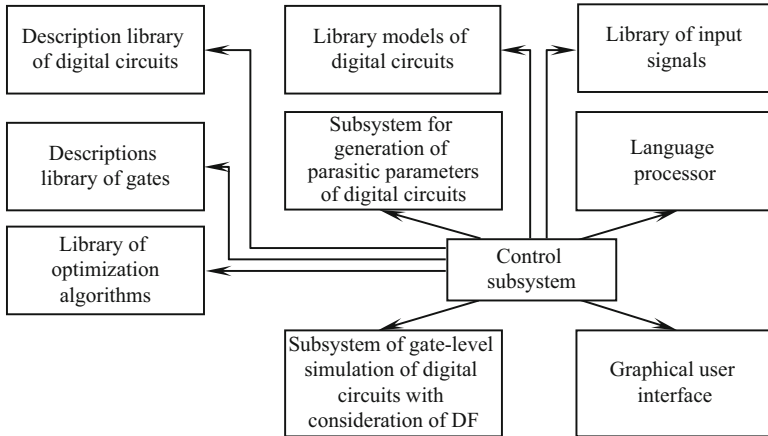 Description library
of digital circuits
Library models of
digital circuits
Library of input
signals
Descriptions
library of gates
Subsystem for
generation of
parasitic parameters
of digital circuits
Language
processor
Library of
optimization
algorithms
Control
subsystem
Subsystem of gate-level
simulation of digital
circuits with
consideration of DF
Graphical user
interface